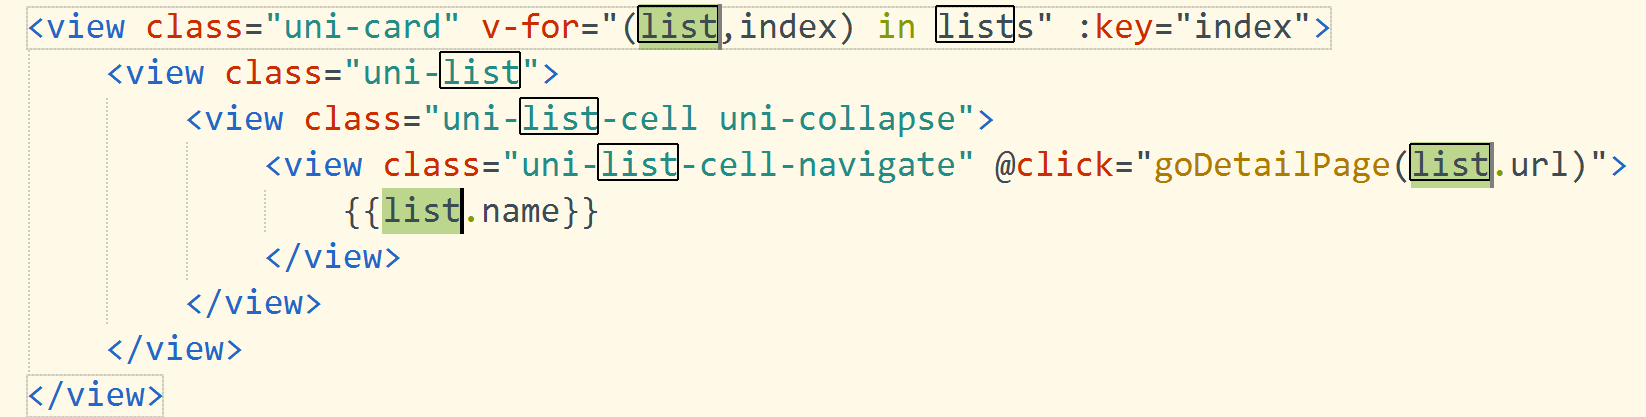 <view class="uni-card" v-for="(list,index) in lists" :key="index">
<view class="uni-list">
<view class="uni-list-cell uni-collapse">
<view class="uni-list-cell-navigate" @click="goDetailPage(list.url)">
{{list.name}}
</view>
</view>
</view>
</view>